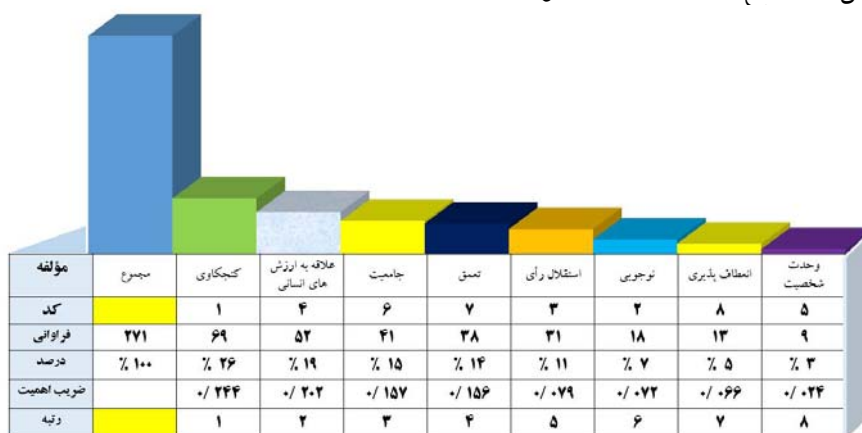 مؤلفه مجموع کنجکاوی علاقه به ارزش های انسانی جامعیت تعمق استقلال رأی نوجویی انعطاف پذیری وحدت شخصیت
کد ۱ ۴ ۶ ۷ ۳ ۲ ۸ ۵
فراوانی ۲۷۱ ۶۹ ۵۲ ۴۱ ۳۸ ۳۱ ۱۸ ۱۳ ۹
درصد ٪ ۱۰۰ ٪ ۲۶ ٪ ۱۹ ٪ ۱۵ ٪ ۱۴ ٪ ۱۱ ٪ ۷ ٪ ۵ ٪ ۳
ضریب اهمیت ۰/ ۲۴۴ ۰/ ۲۰۲ ۰/ ۱۵۷ ۰/ ۱۵۶ ۰/ ۰۷۹ ۰/ ۰۷۲ ۰/ ۰۶۶ ۰/ ۰۲۴
رتبه ۱ ۲ ۳ ۴ ۵ ۶ ۷ ۸